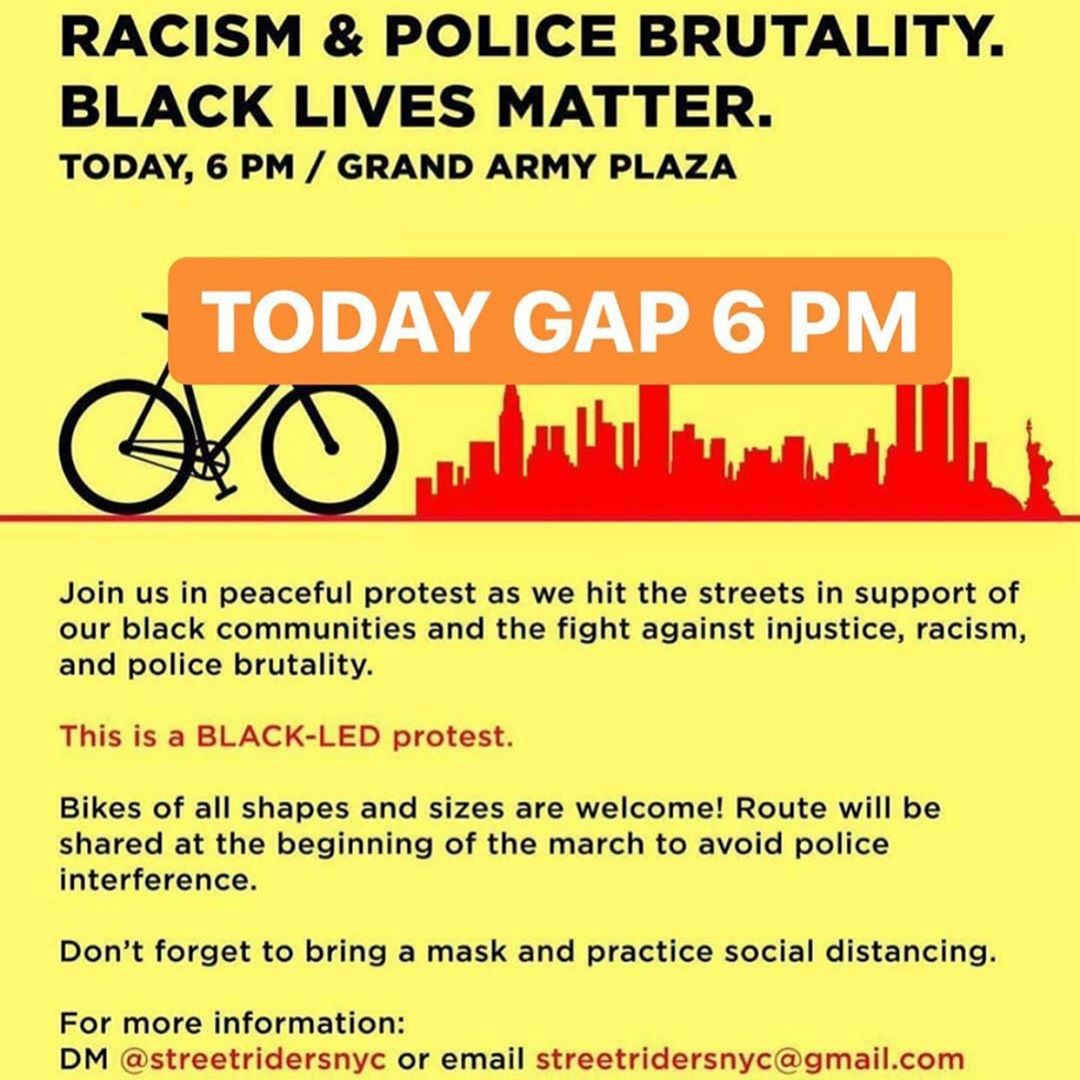 RACISM & POLICE BRUTALITY.
BLACK LIVES MATTER.
TODAY, 6 PM / GRAND ARMY PLAZA
TODAY GAP 6 PM
Join us in peaceful protest as we hit the streets in support of
our black communities and the fight against injustice, racism,
and police brutality.
This is a BLACK-LED protest.
Bikes of all shapes and sizes are welcome! Route will be
shared at the beginning of the march to avoid police
interference.
Don't forget to bring a mask and practice social distancing.
For more information:
DM @streetridersnyc or email streetridersnyc@gmail.com